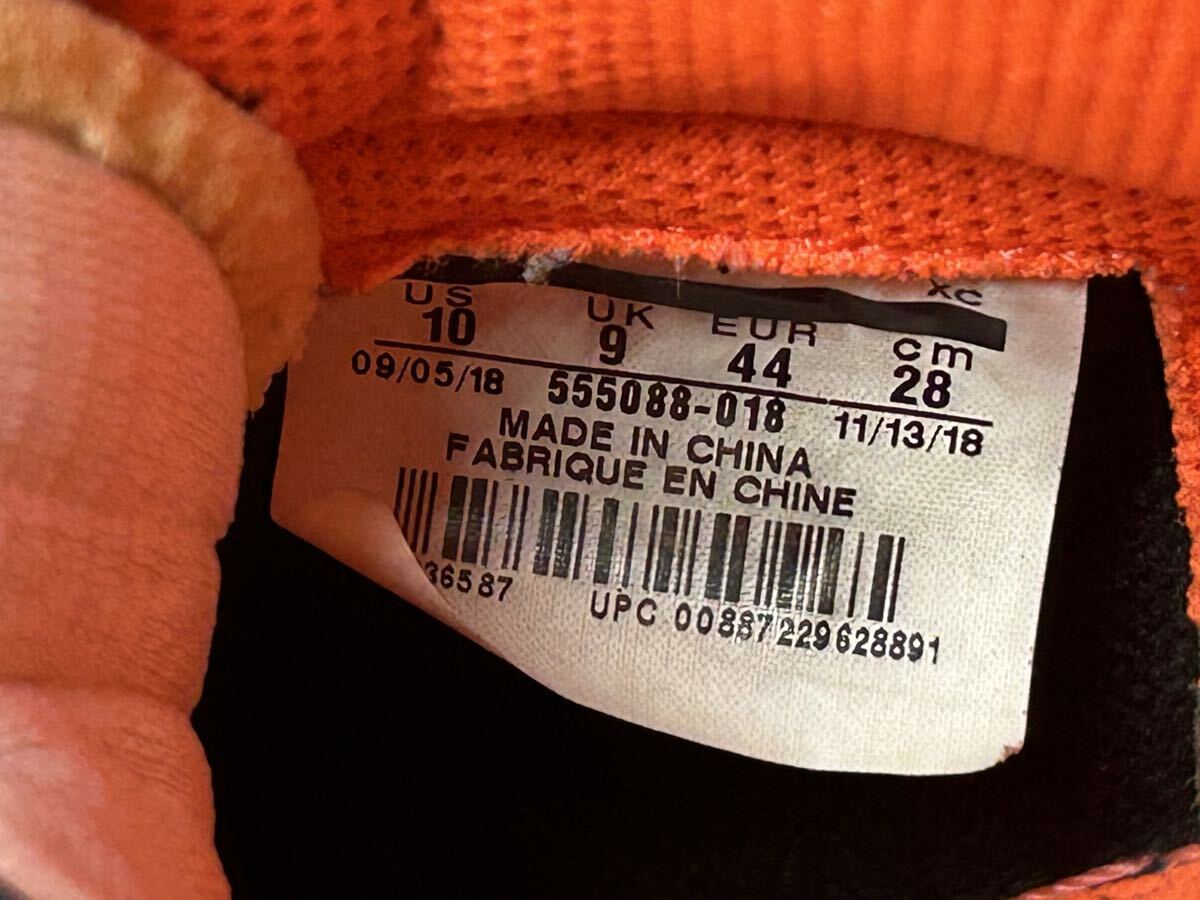 XC
US UK EUR cm
10 9 44 28
09/05/18 555088-018 11/13/18
MADE IN CHINA
FABRIQUE EN CHINE
36587 UPC 00887229628891